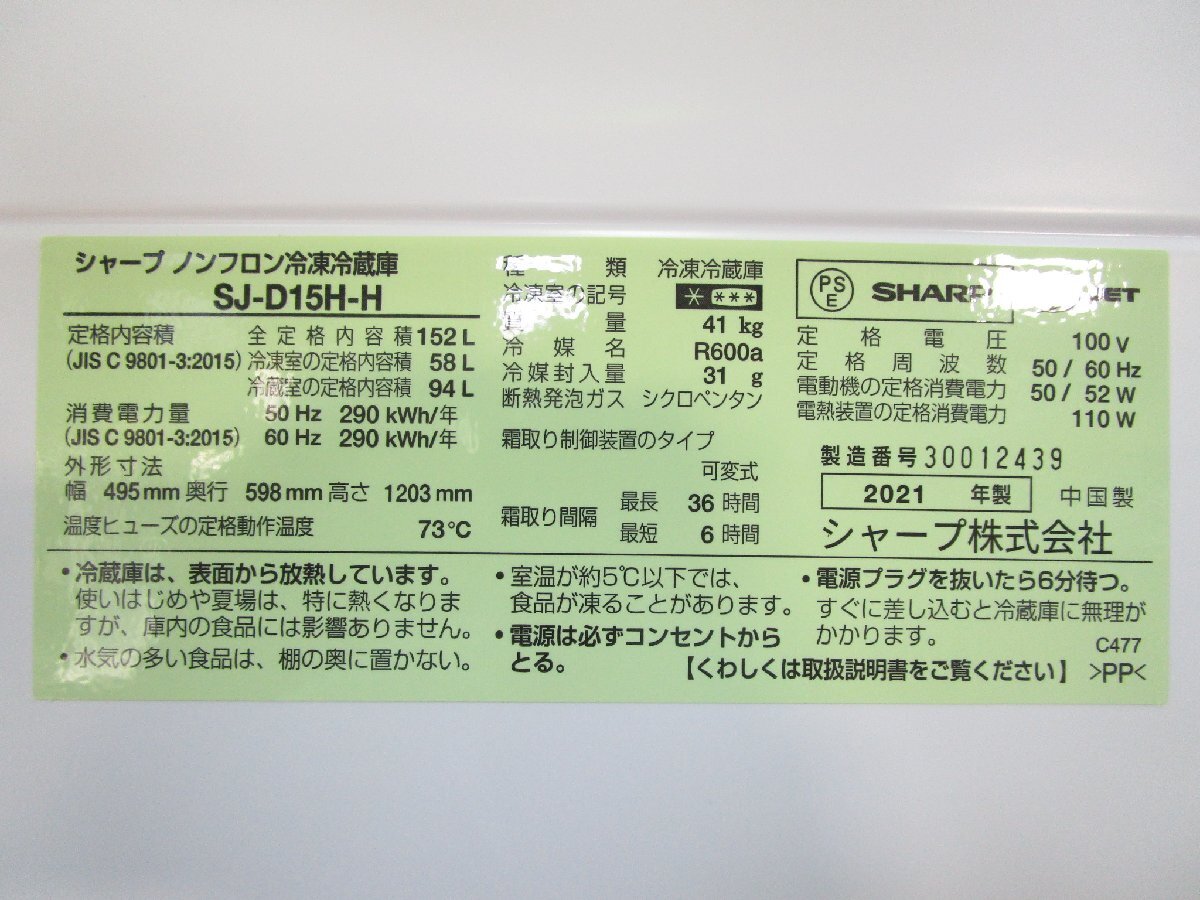 シャープ ノンフロン冷凍冷蔵庫
SJ-D15H-H
定格内容積 全定格内容積 152 L
(JIS C 9801-3:2015) 冷凍室の定格内容積 58 L
冷蔵室の定格内容積 94 L
消費電力量 50 Hz 290 kWh/年
(JIS C 9801-3:2015) 60 Hz 290 kWh/年
外形寸法
幅 495 mm 奥行 598 mm 高さ 1203 mm
温度ヒューズの定格動作温度 73℃
種類 冷凍冷蔵庫
冷凍室の記号 * ***
質量 41 kg
冷媒名 R600a
冷媒封入量 31 g
断熱発泡ガス シクロペンタン
霜取り制御装置のタイプ
可変式
霜取り間隔 最長 36 時間
最短 6 時間
PS E SHARP JET
定格電圧 100 V
定格周波数 50 / 60 Hz
電動機の定格消費電力 50 / 52 W
電熱装置の定格消費電力 110 W
製造番号 30012439
2021 年製 中国製
シャープ株式会社
・冷蔵庫は、表面から放熱しています。
使いはじめや夏場は、特に熱くなりま
すが、庫内の食品には影響ありません。
・水気の多い食品は、棚の奥に置かない。
・室温が約5℃以下では、
食品が凍ることがあります。
・電源は必ずコンセントから
とる。
・電源プラグを抜いたら6分待つ。
すぐに差し込むと冷蔵庫に無理が
かかります。 C477
【くわしくは取扱説明書をご覧ください】 >PP<